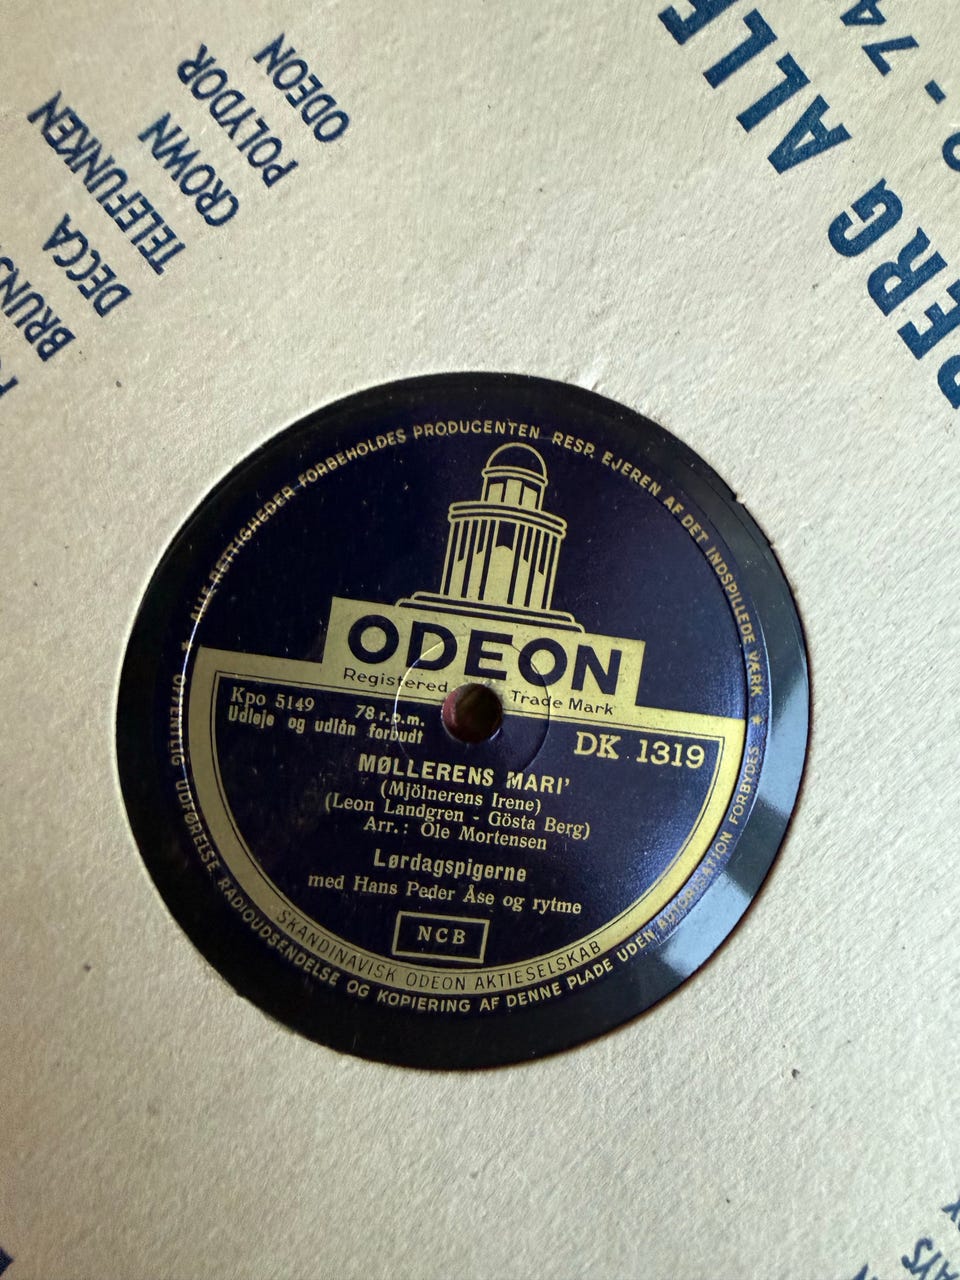 ODEON
POLYDOR
CROWN
TELEFUNKEN
DECCA
ALLE
ALLE RETTIGHEDER FORBEHOLDES PRODUCENTEN RESP. EJEREN AF DET INDSPILLEDE VÆRK ★
OFFENTLIG UDFØRELSE RADIOUDSENDELSE OG KOPIERING AF DENNE PLADE UDEN AUTORISATION FORBYDES ★
ODEON
Registered Trade Mark
Kpo 5149 78 r.p.m.
Udleje og udlån forbudt
DK 1319
MØLLERENS MARI'
(Mjölnerens Irene)
(Leon Landgren - Gösta Berg)
Arr.: Ole Mortensen
Lørdagspigerne
med Hans Peder Åse og rytme
NCB
SKANDINAVISK ODEON AKTIESELSKAB